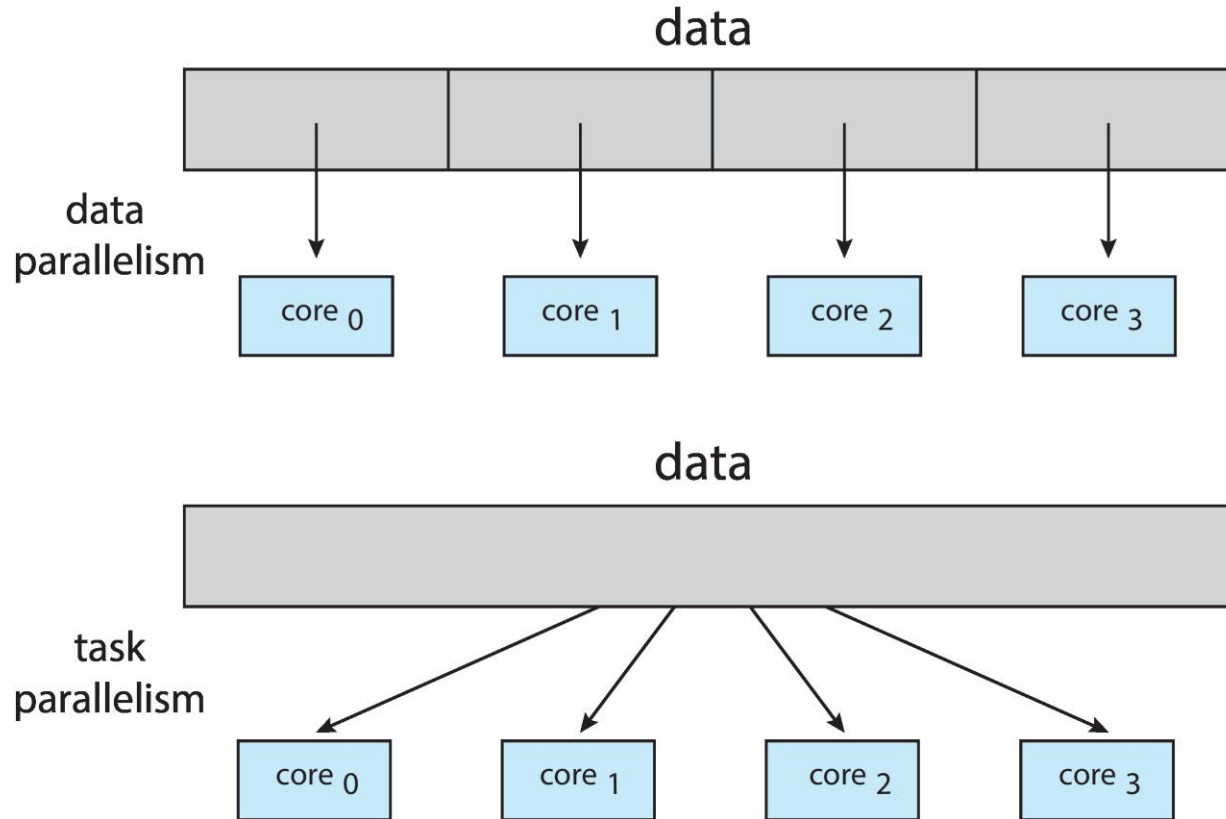 data
data
parallelism
core 0
core 1
core 2
core 3
data
task
parallelism
core 0
core 1
core 2
core 3